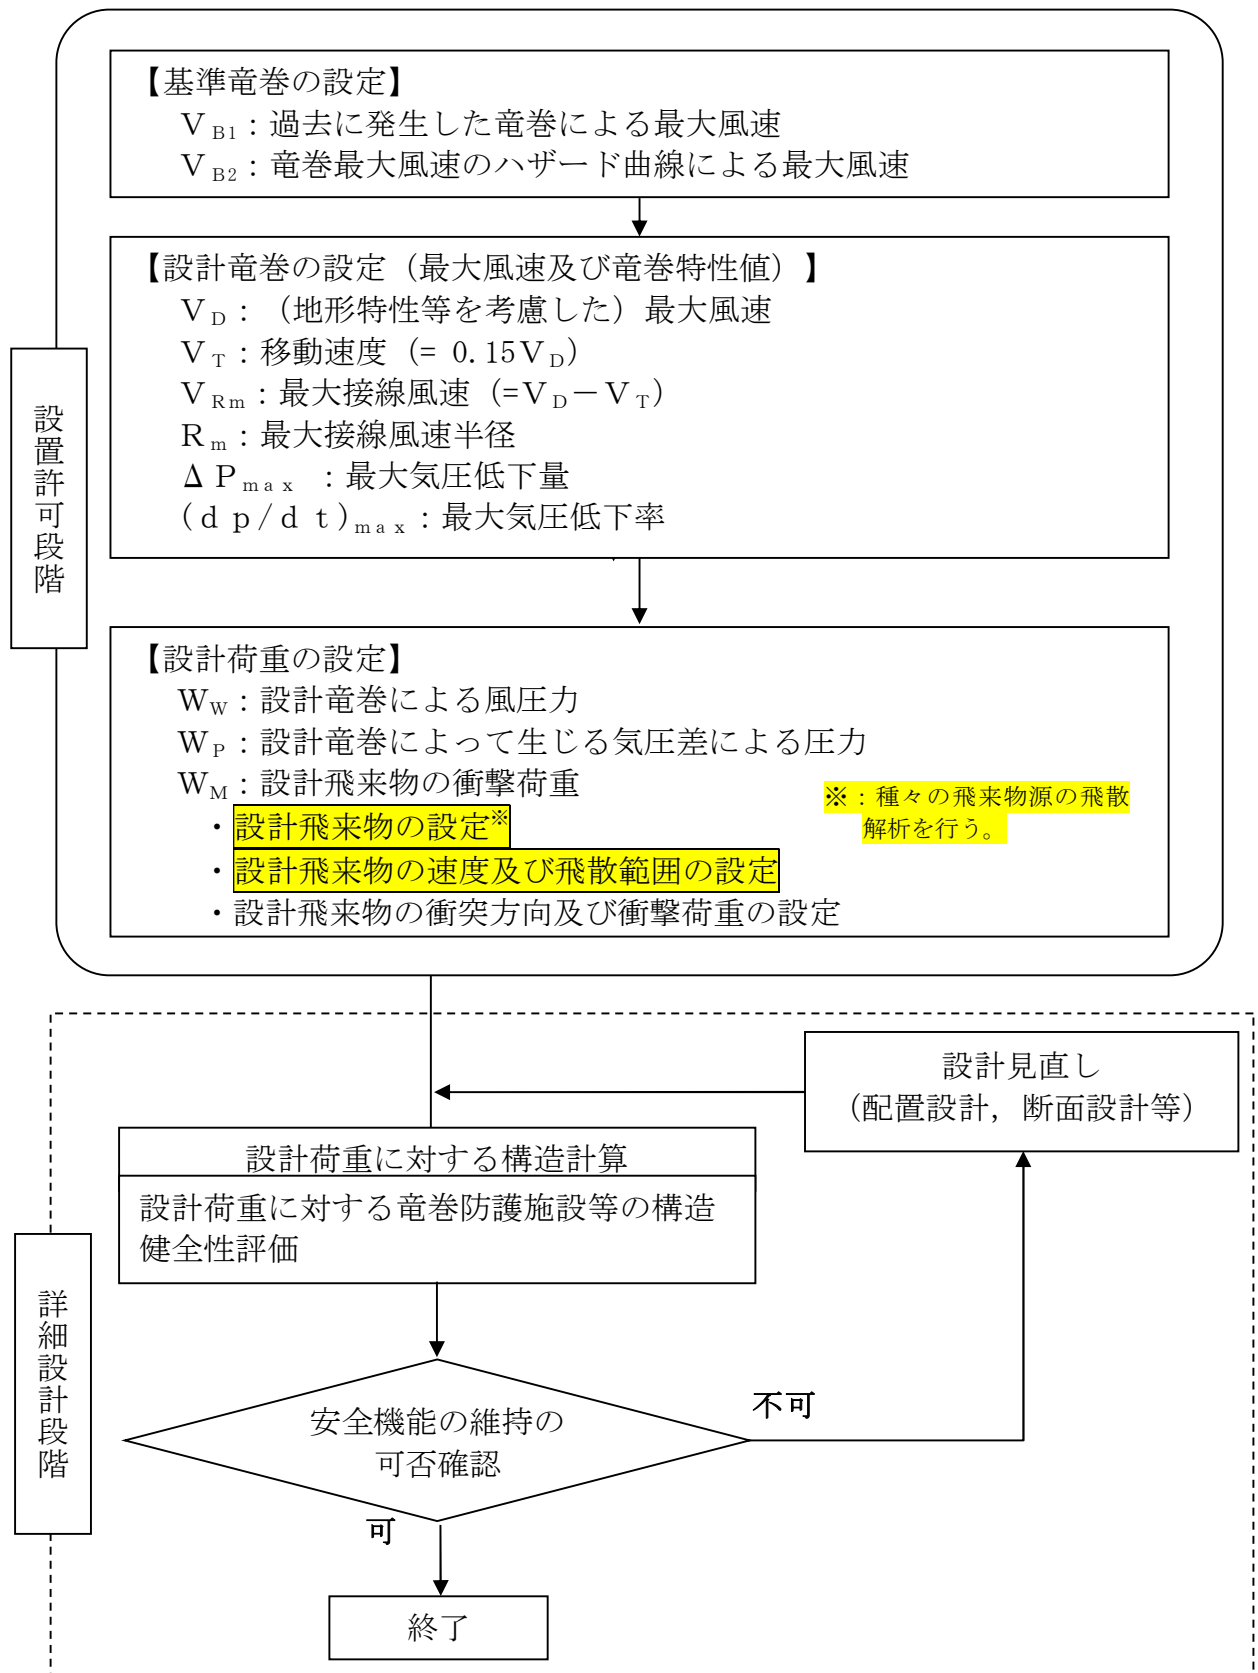 【基準竜巻の設定】
VB1：過去に発生した竜巻による最大風速
VB2：竜巻最大風速のハザード曲線による最大風速
【設計竜巻の設定（最大風速及び竜巻特性値）】
VD：（地形特性等を考慮した）最大風速
VT：移動速度（= 0.15VD）
VRm：最大接線風速（=VD－VT）
Rm：最大接線風速半径
ΔPmax ：最大気圧低下量
(dp/dt)max：最大気圧低下率
設置許可段階
【設計荷重の設定】
WW：設計竜巻による風圧力
WP：設計竜巻によって生じる気圧差による圧力
WM：設計飛来物の衝撃荷重
・設計飛来物の設定※
・設計飛来物の速度及び飛散範囲の設定
・設計飛来物の衝突方向及び衝撃荷重の設定
※：種々の飛来物源の飛散
解析を行う。
設計見直し
（配置設計，断面設計等）
設計荷重に対する構造計算
設計荷重に対する竜巻防護施設等の構造
健全性評価
詳細設計段階
安全機能の維持の
可否確認
不可
可
終了